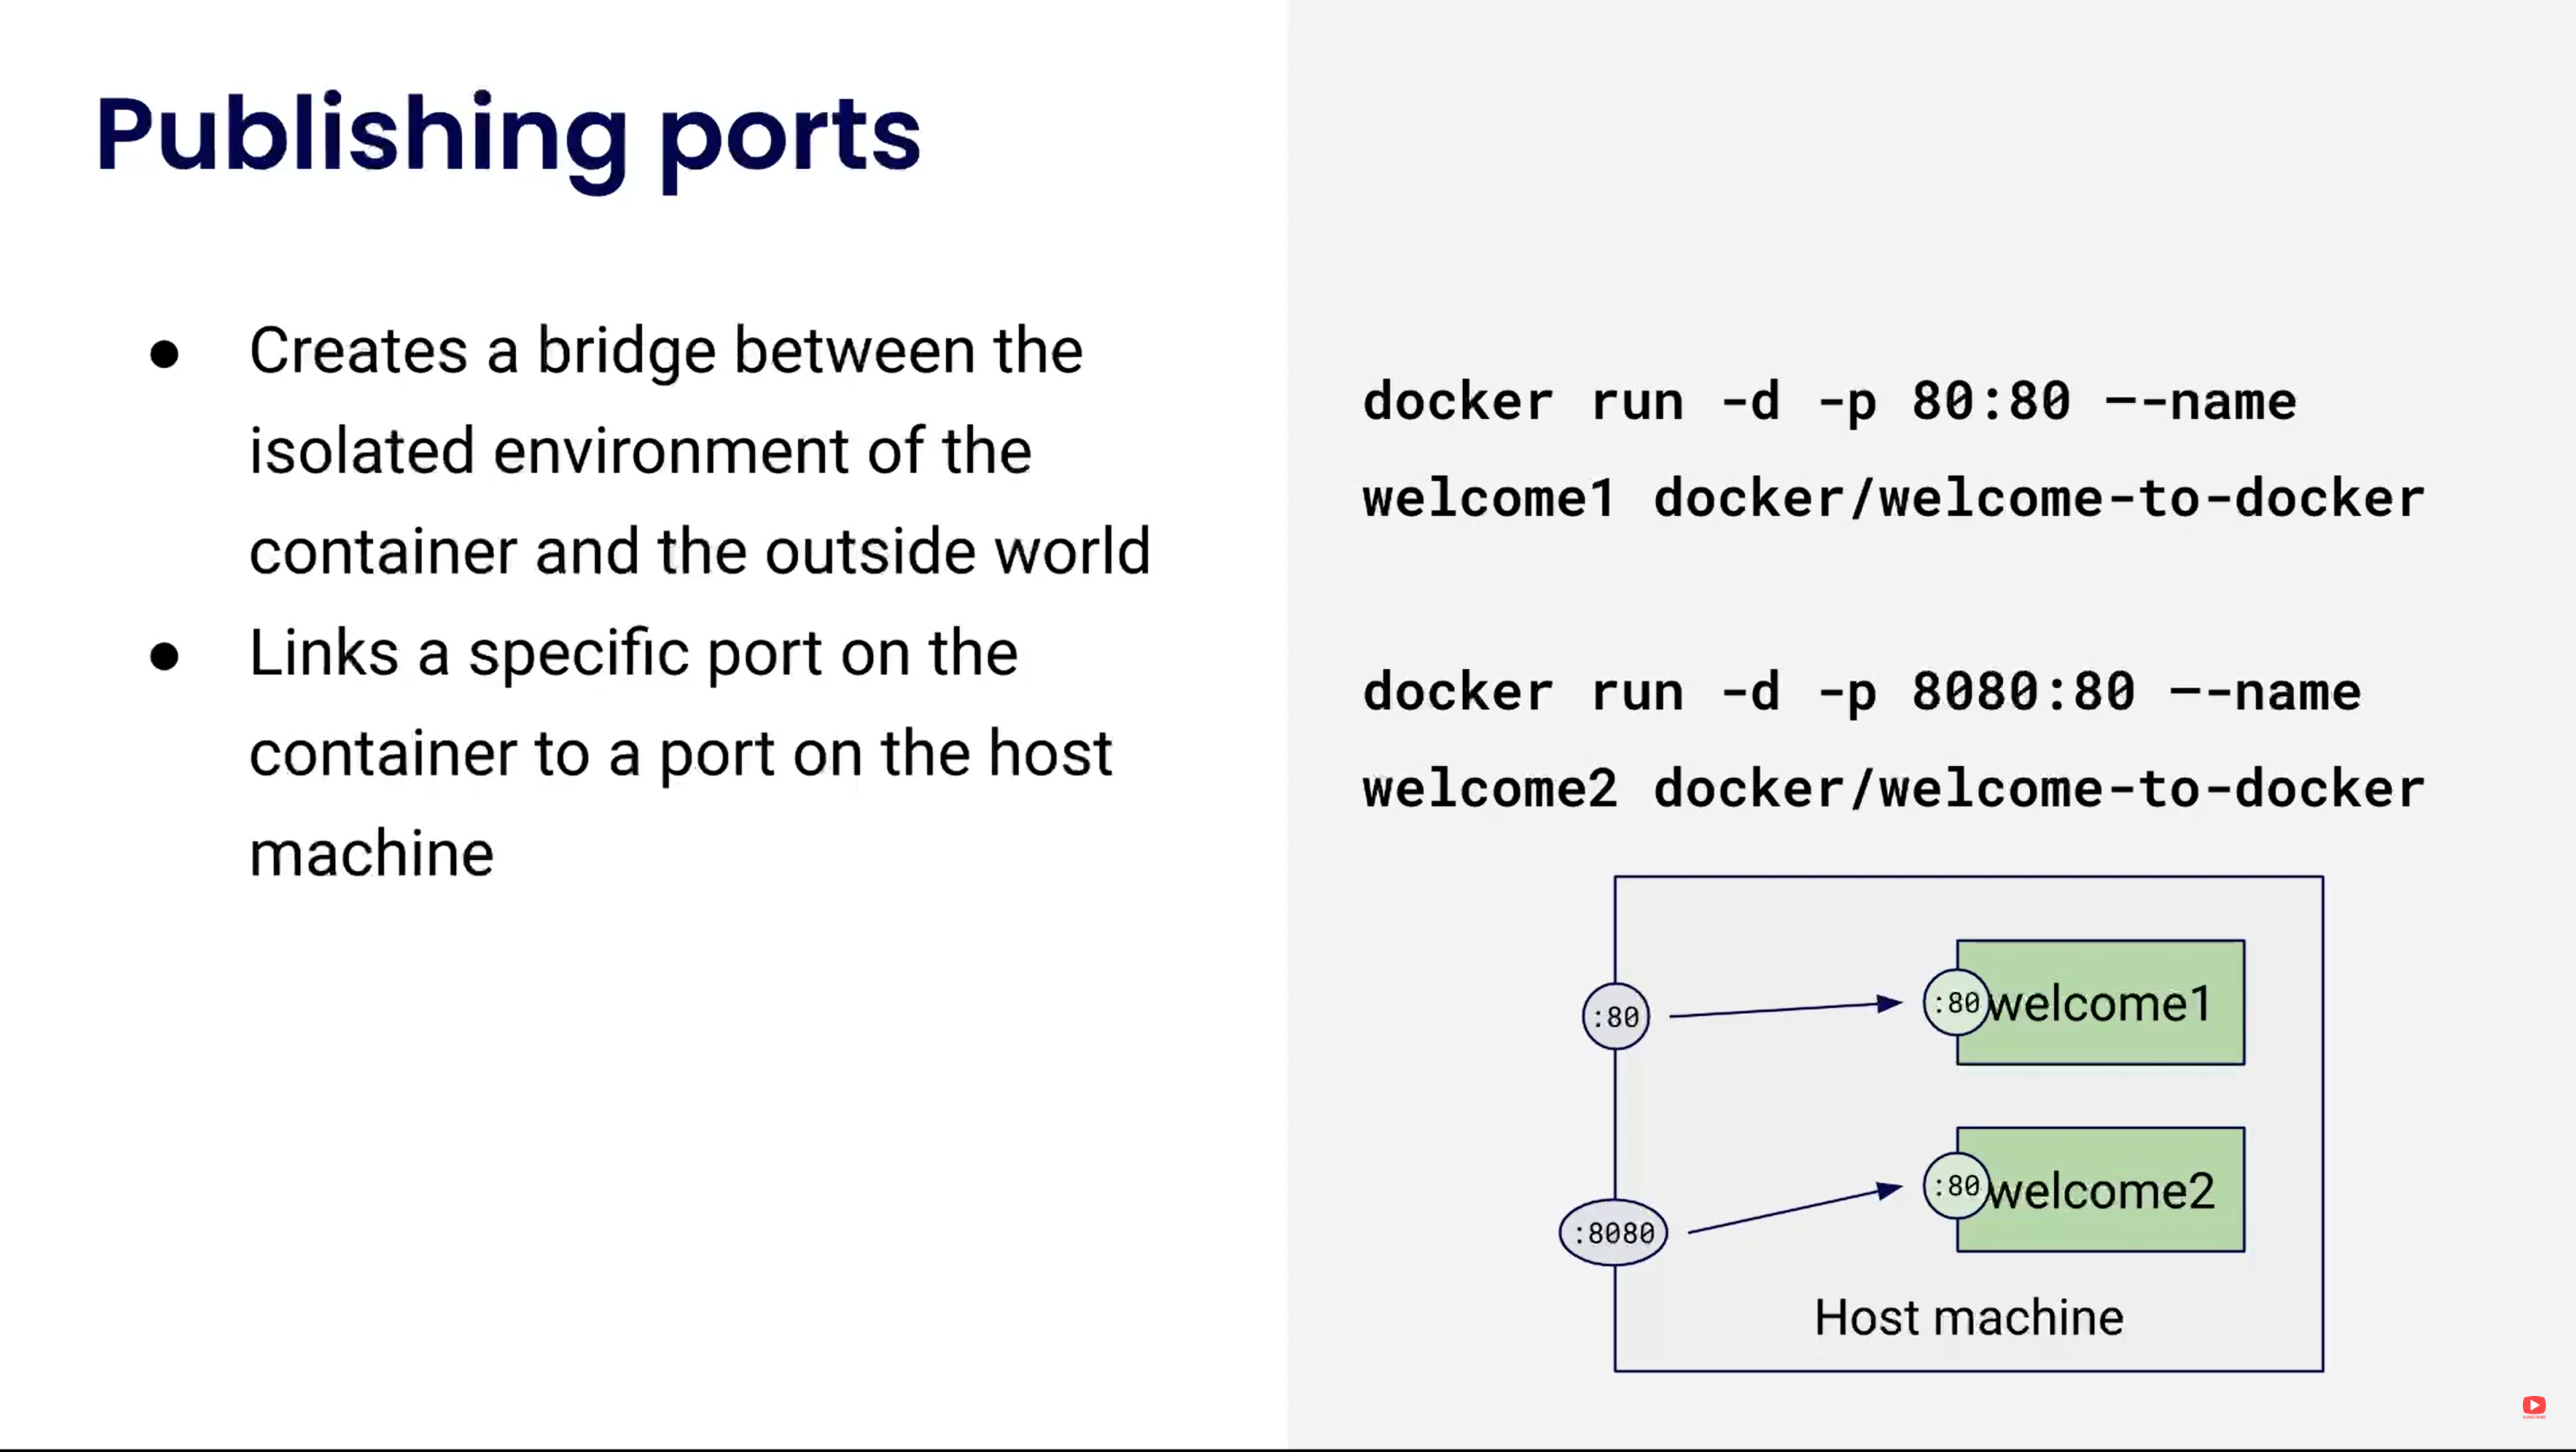 Publishing ports
● Creates a bridge between the
isolated environment of the
container and the outside world
● Links a specific port on the
container to a port on the host
machine
docker run -d -p 80:80 –-name
welcome1 docker/welcome-to-docker
docker run -d -p 8080:80 –-name
welcome2 docker/welcome-to-docker
:80
:80
welcome1
:8080
:80
welcome2
Host machine